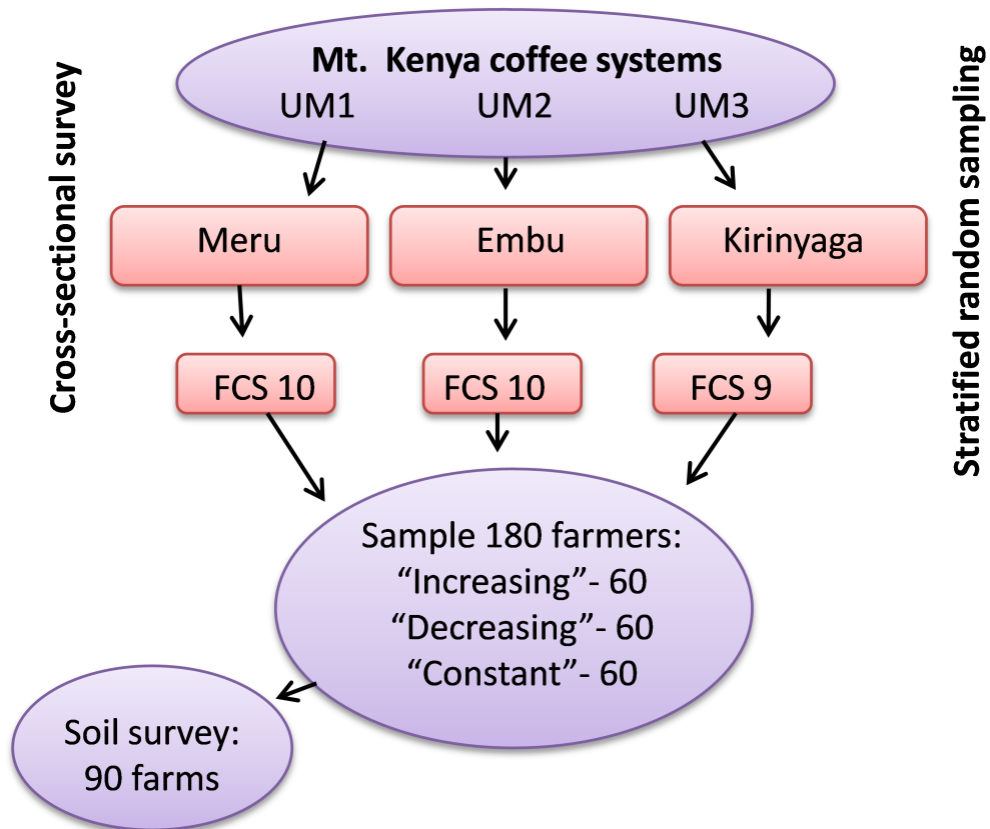 Mt. Kenya coffee systems
UM1 UM2 UM3
Cross-sectional survey
Stratified random sampling
Meru
Embu
Kirinyaga
FCS 10
FCS 10
FCS 9
Sample 180 farmers:
“Increasing”- 60
“Decreasing”- 60
“Constant”- 60
Soil survey:
90 farms